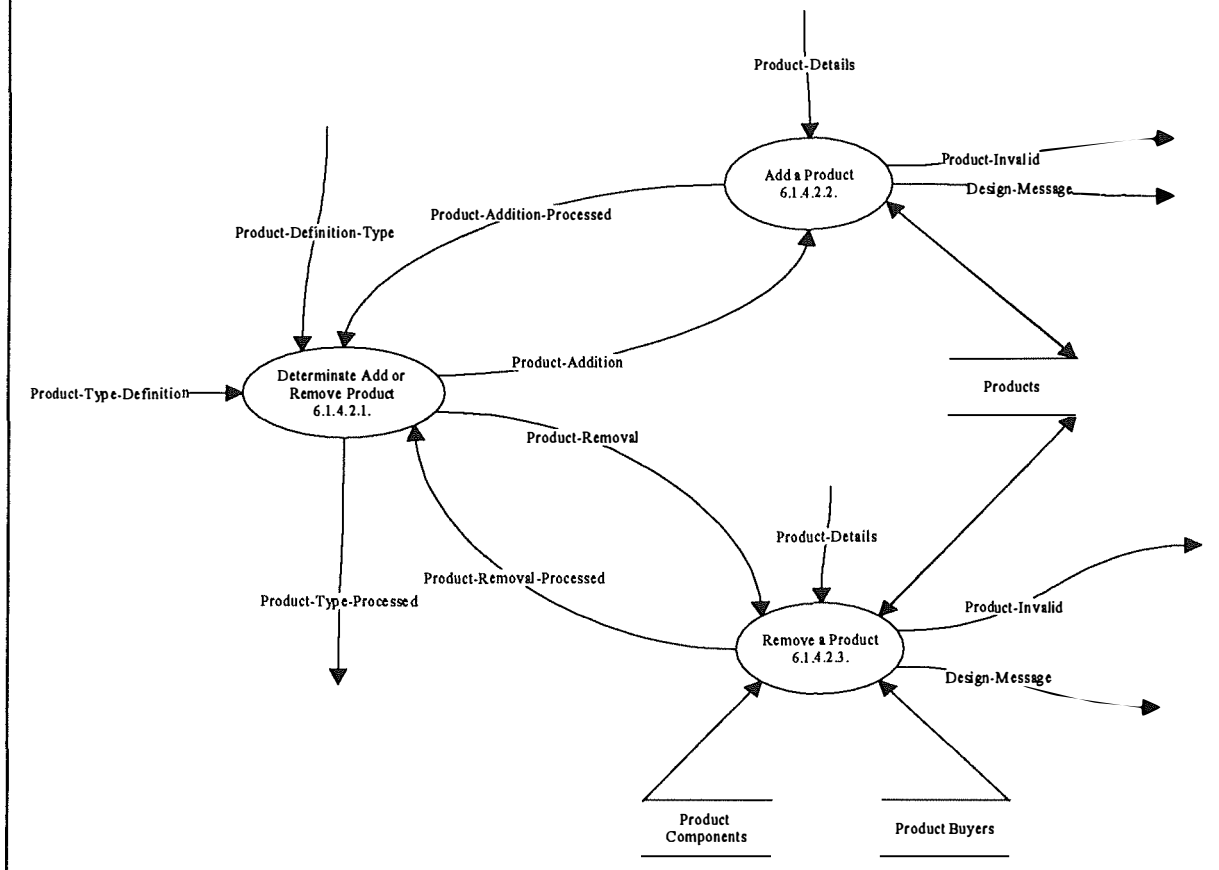 Product-Details
Product-Invalid
Add a Product
6.1.4.2.2.
Design-Message
Product-Addition-Processed
Product-Definition-Type
Product-Addition
Determinate Add or
Remove Product
6.1.4.2.1.
Product-Type-Definition
Products
Product-Removal
Product-Details
Product-Removal-Processed
Product-Type-Processed
Product-Invalid
Remove a Product
6.1.4.2.3.
Design-Message
Product
Components
Product Buyers